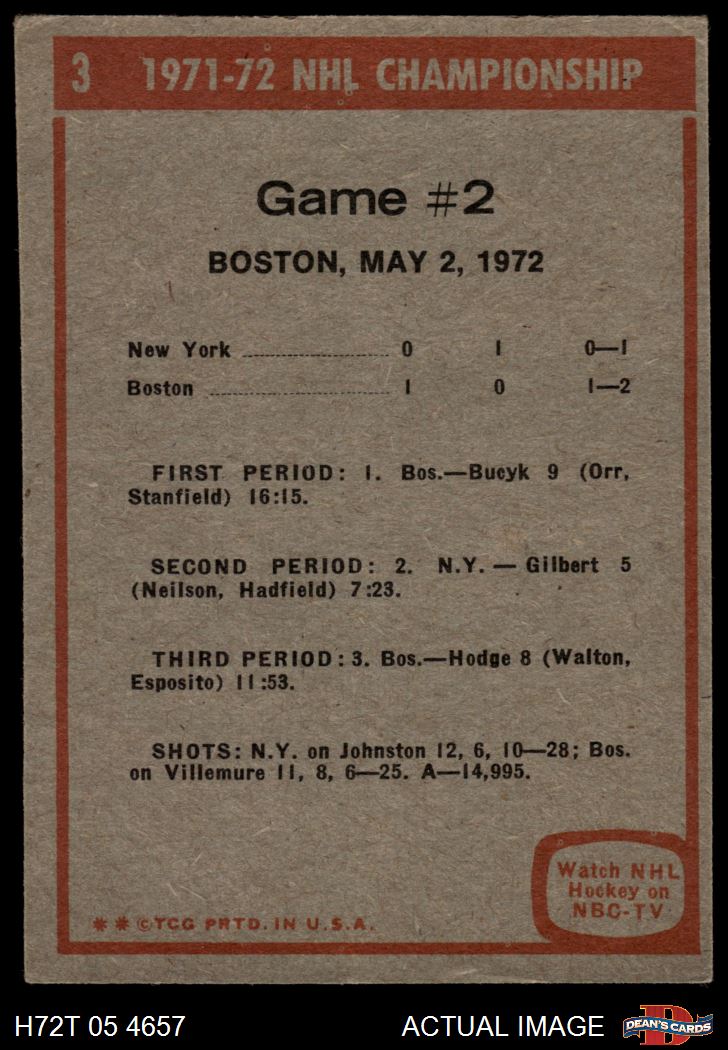 3 1971-72 NHL CHAMPIONSHIP
Game #2
BOSTON, MAY 2, 1972
New York 0 1 0—1
Boston 1 0 1—2
FIRST PERIOD: 1. Bos.—Bucyk 9 (Orr,
Stanfield) 16:15.
SECOND PERIOD: 2. N.Y.—Gilbert 5
(Neilson, Hadfield) 7:23.
THIRD PERIOD: 3. Bos.—Hodge 8 (Walton,
Esposito) 11:53.
SHOTS: N.Y. on Johnston 12, 6, 10—28; Bos.
on Villemure 11, 8, 6—25. A—14,995.
Watch NHL
Hockey on
NBC-TV
** ©TCG PRTD. IN U.S.A.
H72T 05 4657 ACTUAL IMAGE D DEAN'S CARDS